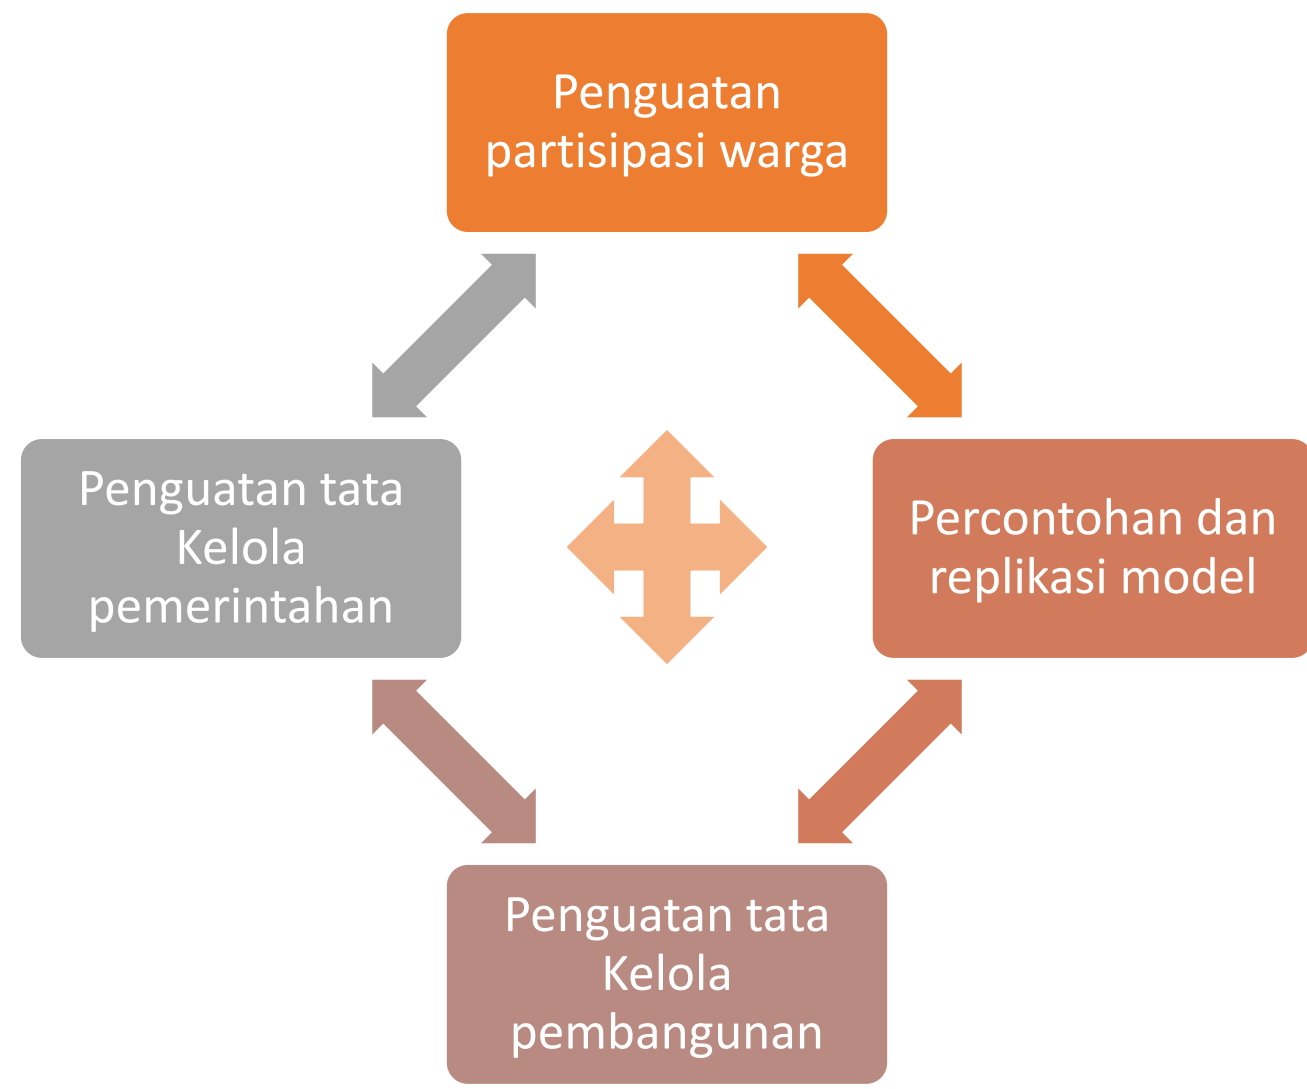 Penguatan
partisipasi warga
Penguatan tata
Kelola
pemerintahan
Percontohan dan
replikasi model
Penguatan tata
Kelola
pembangunan